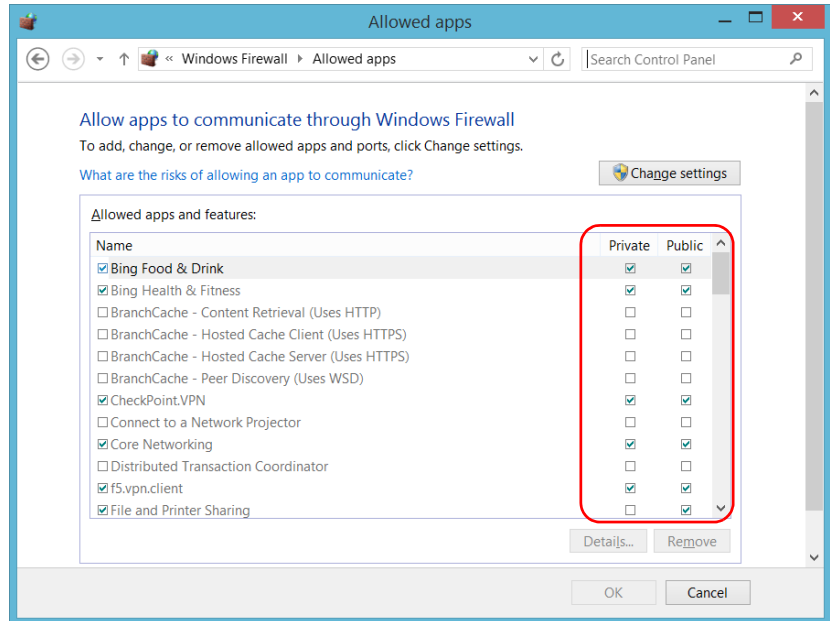 Allowed apps
« Windows Firewall Allowed apps
Search Control Panel
Allow apps to communicate through Windows Firewall
To add, change, or remove allowed apps and ports, click Change settings.
What are the risks of allowing an app to communicate?
Change settings
Allowed apps and features:
Name Private Public
Bing Food & Drink
Bing Health & Fitness
BranchCache - Content Retrieval (Uses HTTP)
BranchCache - Hosted Cache Client (Uses HTTPS)
BranchCache - Hosted Cache Server (Uses HTTPS)
BranchCache - Peer Discovery (Uses WSD)
CheckPoint.VPN
Connect to a Network Projector
Core Networking
Distributed Transaction Coordinator
f5.vpn.client
File and Printer Sharing
Details... Remove
OK Cancel